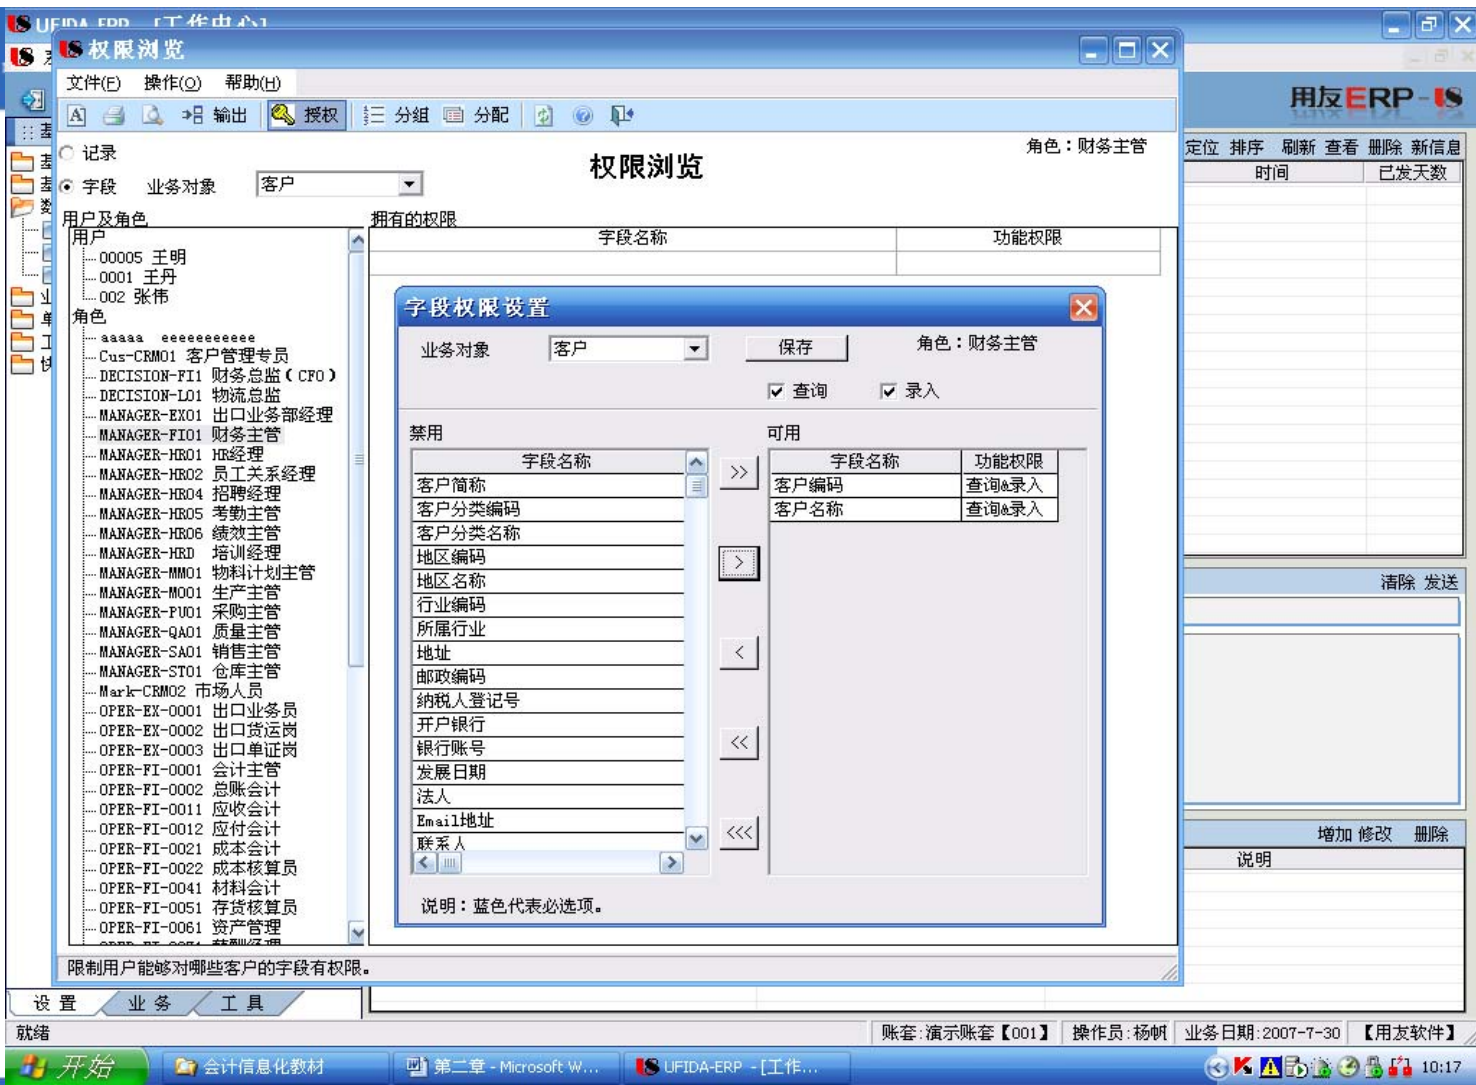 UFIDA ERP - [工作中心]
权限浏览
文件(F) 操作(O) 帮助(H)
输出 授权 分组 分配
用友ERP-U8
记录
角色：财务主管
权限浏览
字段 业务对象 客户
定位 排序 刷新 查看 删除 新信息
时间 已发天数
用户及角色 拥有的权限
字段名称 功能权限
用户
00005 王明
0001 王丹
002 张伟
角色
aaaaa eeeeeeeeeee
Cus-CRM01 客户管理专员
DECISION-FI1 财务总监(CFO)
DECISION-LO1 物流总监
MANAGER-EX01 出口业务部经理
MANAGER-FI01 财务主管
MANAGER-HR01 HR经理
MANAGER-HR02 员工关系经理
MANAGER-HR04 招聘经理
MANAGER-HR05 考勤主管
MANAGER-HR06 绩效主管
MANAGER-HRD 培训经理
MANAGER-MM01 物料计划主管
MANAGER-MO01 生产主管
MANAGER-PU01 采购主管
MANAGER-QA01 质量主管
MANAGER-SA01 销售主管
MANAGER-ST01 仓库主管
Mark-CRM02 市场人员
OPER-EX-0001 出口业务员
OPER-EX-0002 出口货运岗
OPER-EX-0003 出口单证岗
OPER-FI-0001 会计主管
OPER-FI-0002 总账会计
OPER-FI-0011 应收会计
OPER-FI-0012 应付会计
OPER-FI-0021 成本会计
OPER-FI-0022 成本核算员
OPER-FI-0041 材料会计
OPER-FI-0051 存货核算员
OPER-FI-0061 资产管理
字段权限设置
业务对象 客户 保存 角色：财务主管
查询 录入
禁用 可用
字段名称
客户简称
客户分类编码
客户分类名称
地区编码
地区名称
行业编码
所属行业
地址
邮政编码
纳税人登记号
开户银行
银行账号
发展日期
法人
Email地址
联系人
>>
>
<
<<
<<<
字段名称 功能权限
客户编码 查询&录入
客户名称 查询&录入
说明：蓝色代表必选项。
清除 发送
增加 修改 删除
说明
限制用户能够对哪些客户的字段有权限。
设置 业务 工具
就绪 账套:演示账套【001】 操作员:杨帆 业务日期:2007-7-30 【用友软件】
开始 会计信息化教材 第二章 - Microsoft W... UFIDA-ERP - [工作... 10:17